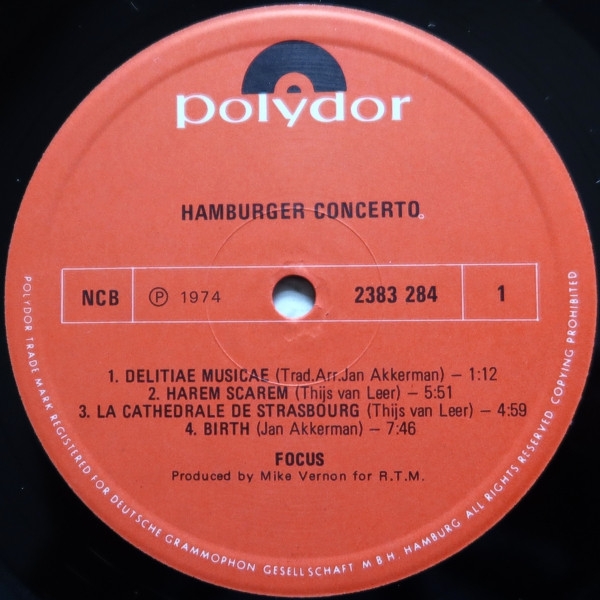 polydor
HAMBURGER CONCERTO
NCB
Ⓟ 1974
2383 284
1
1. DELITIAE MUSICAE (Trad.Arr.Jan Akkerman) – 1:12
2. HAREM SCAREM (Thijs van Leer) – 5:51
3. LA CATHEDRALE DE STRASBOURG (Thijs van Leer) – 4:59
4. BIRTH (Jan Akkerman) – 7:46
FOCUS
Produced by Mike Vernon for R.T.M.
POLYDOR TRADE MARK REGISTERED FOR DEUTSCHE GRAMMOPHON GESELLSCHAFT M B H. HAMBURG ALL RIGHTS RESERVED COPYING PROHIBITED